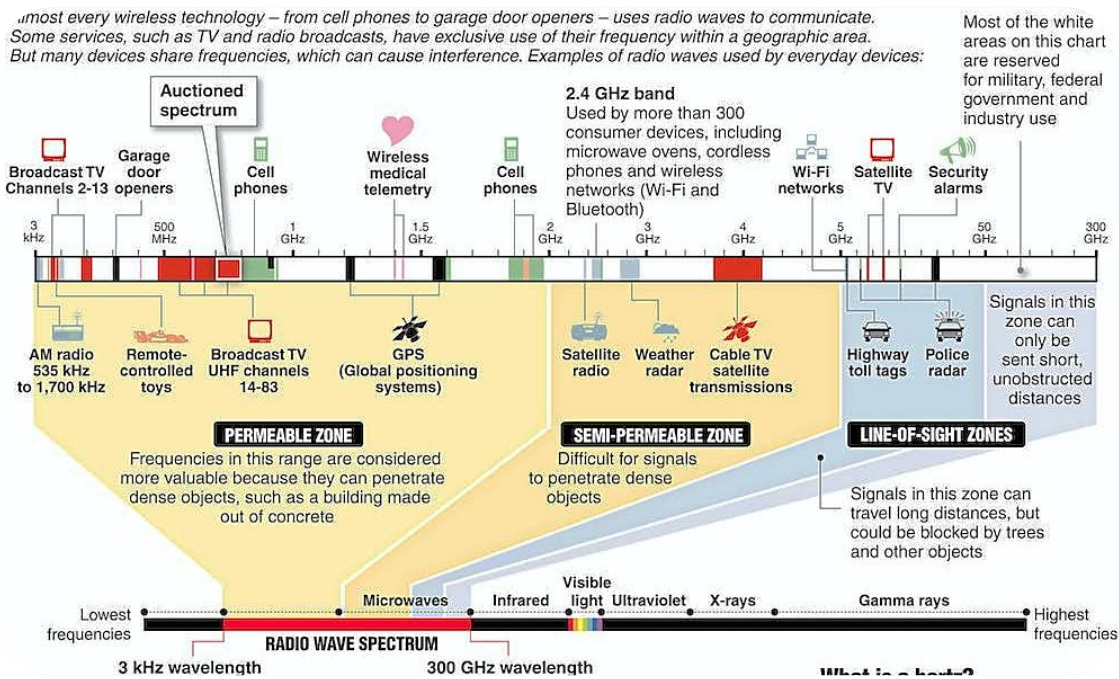 almost every wireless technology – from cell phones to garage door openers – uses radio waves to communicate.
Some services, such as TV and radio broadcasts, have exclusive use of their frequency within a geographic area.
But many devices share frequencies, which can cause interference. Examples of radio waves used by everyday devices:
Most of the white
areas on this chart
are reserved
for military, federal
government and
industry use
Auctioned
spectrum
2.4 GHz band
Used by more than 300
consumer devices, including
microwave ovens, cordless
phones and wireless
networks (Wi-Fi and
Bluetooth)
Broadcast TV
Channels 2-13
Garage
door
openers
Cell
phones
Wireless
medical
telemetry
Cell
phones
Wi-Fi
networks
Satellite
TV
Security
alarms
3
kHz
500
MHz
1
GHz
1.5
GHz
2
GHz
3
GHz
4
GHz
5
GHz
50
GHz
300
GHz
AM radio
535 kHz
to 1,700 kHz
Remote-
controlled
toys
Broadcast TV
UHF channels
14-83
GPS
(Global positioning
systems)
Satellite
radio
Weather
radar
Cable TV
satellite
transmissions
Highway
toll tags
Police
radar
Signals in this
zone can
only be
sent short,
unobstructed
distances
PERMEABLE ZONE
Frequencies in this range are considered
more valuable because they can penetrate
dense objects, such as a building made
out of concrete
SEMI-PERMEABLE ZONE
Difficult for signals
to penetrate dense
objects
LINE-OF-SIGHT ZONES
Signals in this zone can
travel long distances, but
could be blocked by trees
and other objects
Lowest
frequencies
Microwaves
Infrared
Visible
light
Ultraviolet
X-rays
Gamma rays
Highest
frequencies
RADIO WAVE SPECTRUM
3 kHz wavelength
300 GHz wavelength
What is a hertz?